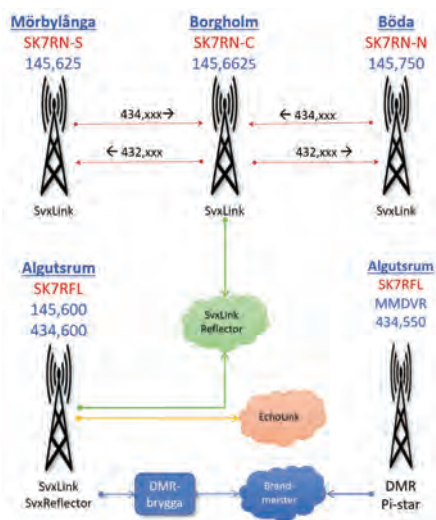 Mörbylånga
SK7RN-S
145,625
Borgholm
SK7RN-C
145,6625
Böda
SK7RN-N
145,750
434,xxx→
←434,xxx
←432,xxx
432,xxx→
SvxLink
SvxLink
SvxLink
Algutsrum
SK7RFL
145,600
434,600
SvxLink
Reflector
Algutsrum
SK7RFL
MMDVR
434,550
EchoLink
SvxLink
SvxReflector
DMR-
brygga
Brand-
meister
DMR
Pi-star